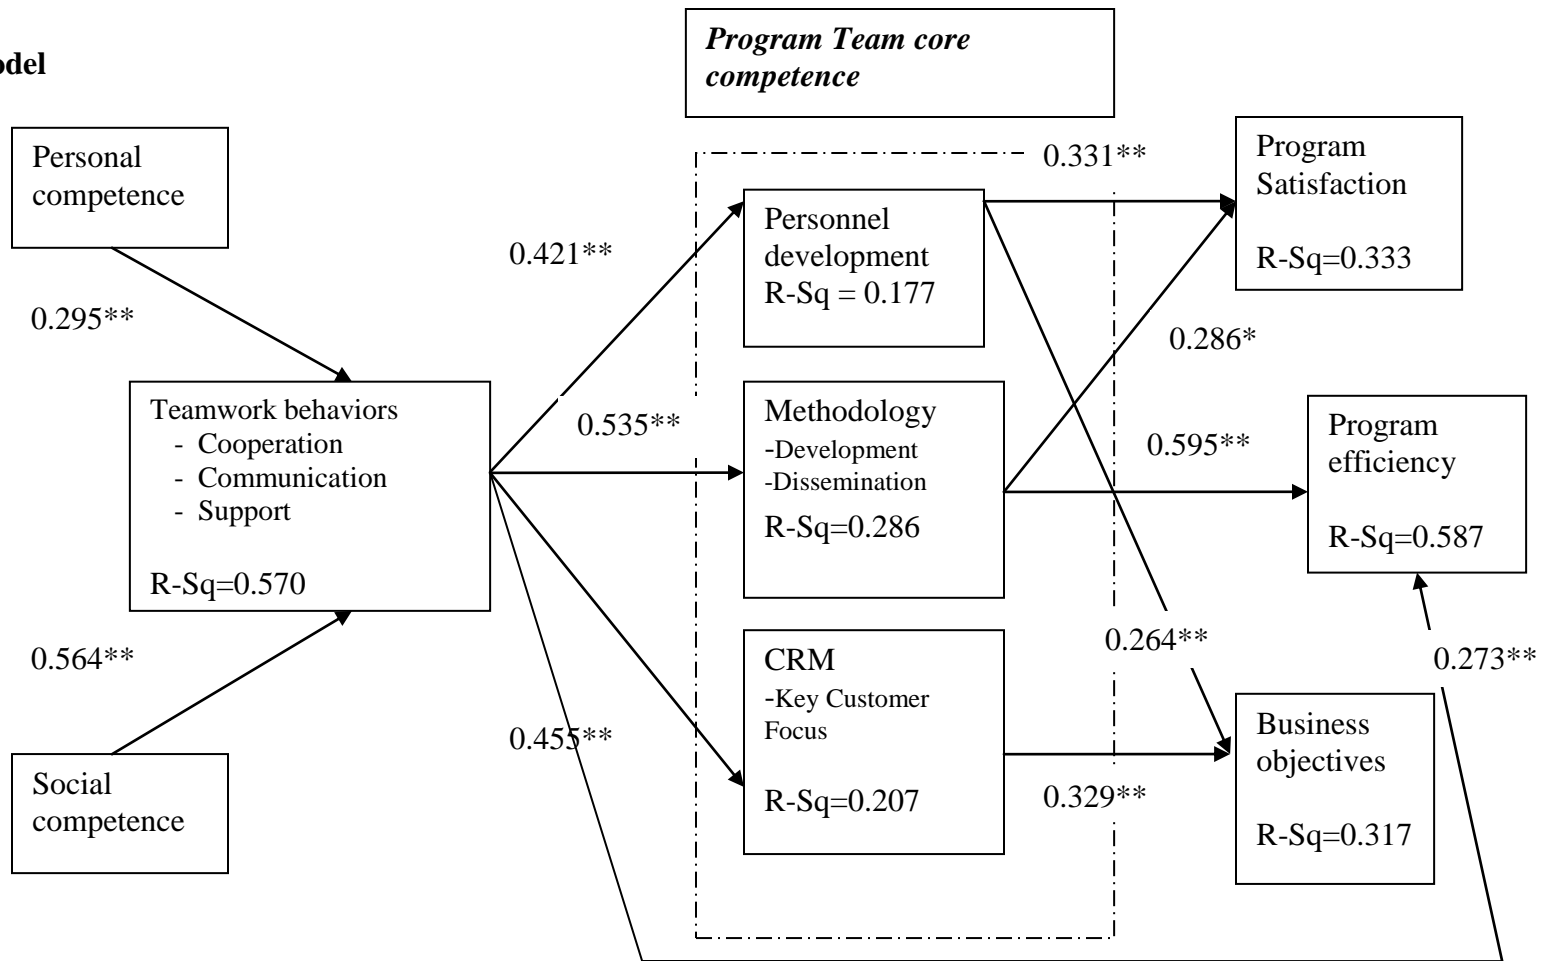 odel
Program Team core
competence
Personal
competence
0.295**
Teamwork behaviors
- Cooperation
- Communication
- Support
R-Sq=0.570
0.564**
Social
competence
0.421**
0.535**
0.455**
Personnel
development
R-Sq = 0.177
Methodology
-Development
-Dissemination
R-Sq=0.286
CRM
-Key Customer
Focus
R-Sq=0.207
0.331**
0.286*
0.595**
0.264**
0.329**
0.273**
Program
Satisfaction
R-Sq=0.333
Program
efficiency
R-Sq=0.587
Business
objectives
R-Sq=0.317